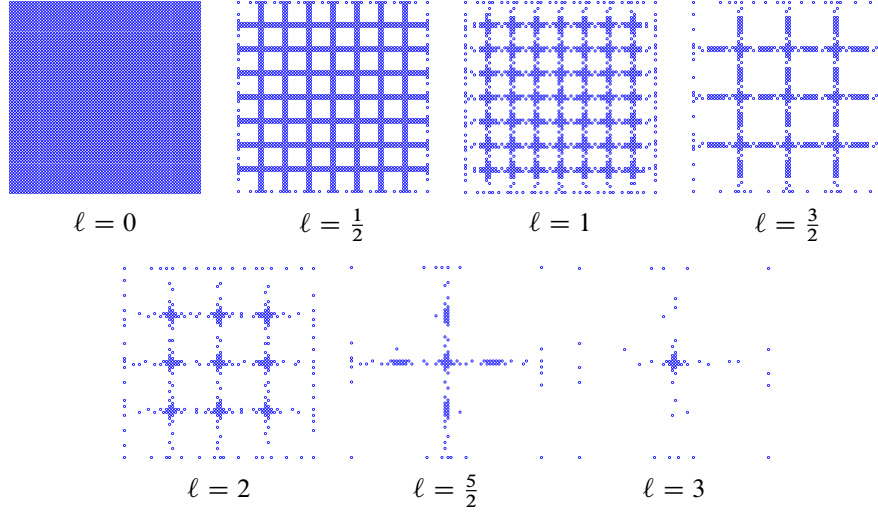 ℓ = 0 ℓ = 1/2 ℓ = 1 ℓ = 3/2
ℓ = 2 ℓ = 5/2 ℓ = 3